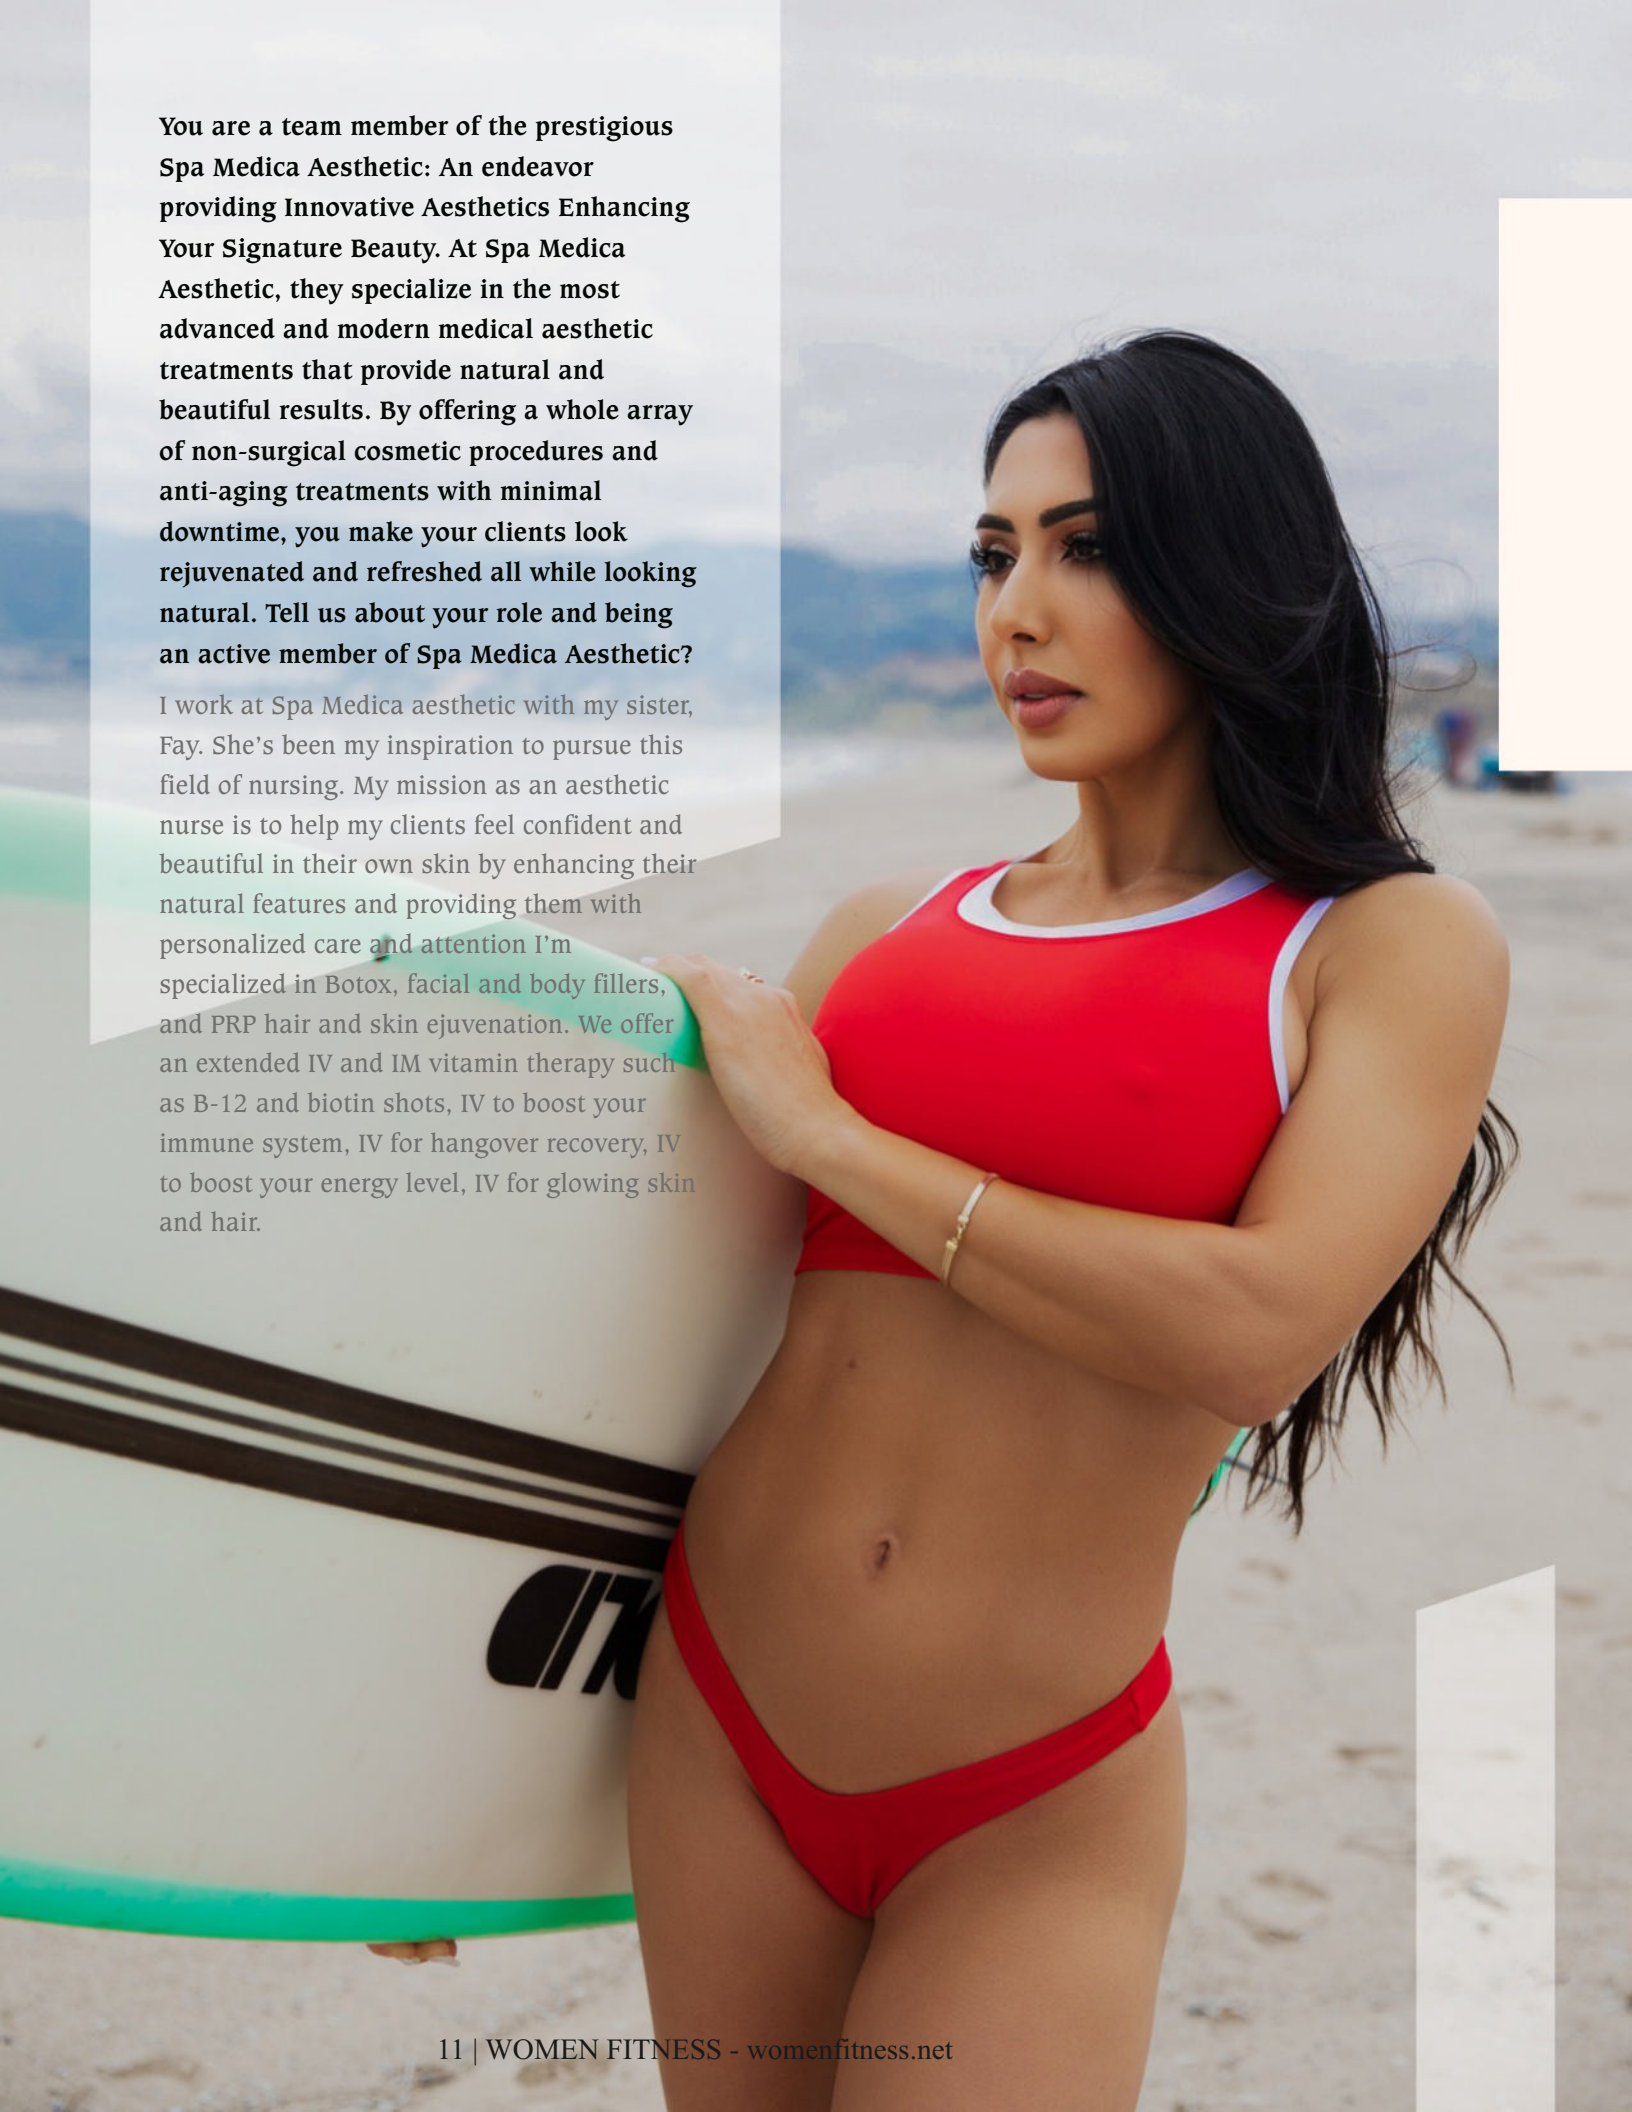 You are a team member of the prestigious
Spa Medica Aesthetic: An endeavor
providing Innovative Aesthetics Enhancing
Your Signature Beauty. At Spa Medica
Aesthetic, they specialize in the most
advanced and modern medical aesthetic
treatments that provide natural and
beautiful results. By offering a whole array
of non-surgical cosmetic procedures and
anti-aging treatments with minimal
downtime, you make your clients look
rejuvenated and refreshed all while looking
natural. Tell us about your role and being
an active member of Spa Medica Aesthetic?
I work at Spa Medica aesthetic with my sister,
Fay. She’s been my inspiration to pursue this
field of nursing. My mission as an aesthetic
nurse is to help my clients feel confident and
beautiful in their own skin by enhancing their
natural features and providing them with
personalized care and attention I’m
specialized in Botox, facial and body fillers,
and PRP hair and skin ejuvenation. We offer
an extended IV and IM vitamin therapy such
as B-12 and biotin shots, IV to boost your
immune system, IV for hangover recovery, IV
to boost your energy level, IV for glowing skin
and hair.
11 | WOMEN FITNESS - womenfitness.net